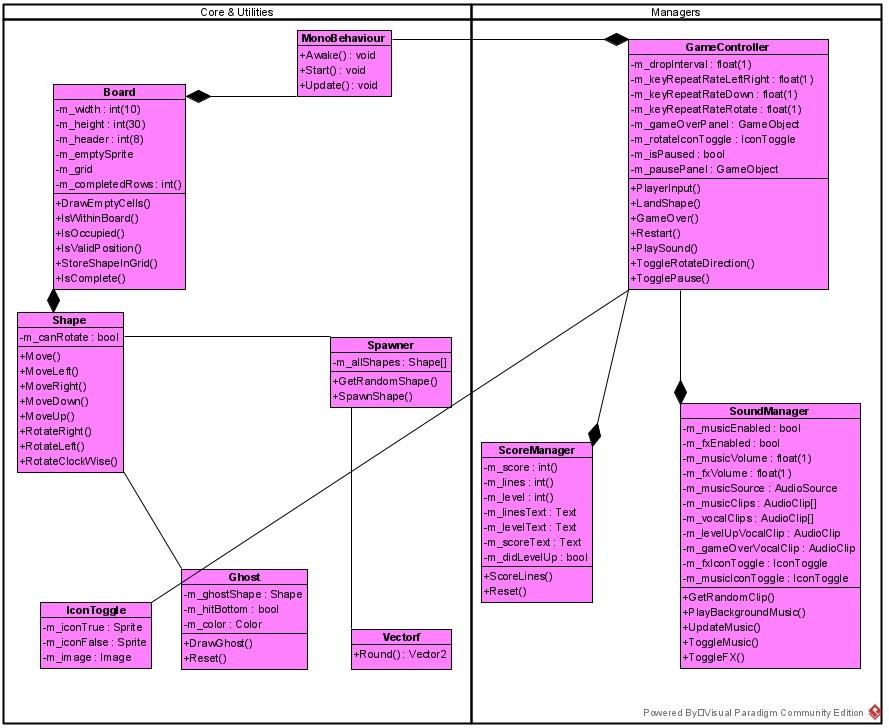 Core & Utilities
Managers
MonoBehaviour
+Awake() : void
+Start() : void
+Update() : void
Board
-m_width : int(10)
-m_height : int(30)
-m_header : int(8)
-m_emptySprite
-m_grid
-m_completedRows : int()
+DrawEmptyCells()
+IsWithinBoard()
+IsOccupied()
+IsValidPosition()
+StoreShapeInGrid()
+IsComplete()
Shape
-m_canRotate : bool
+Move()
+MoveLeft()
+MoveRight()
+MoveDown()
+MoveUp()
+RotateRight()
+RotateLeft()
+RotateClockWise()
Spawner
-m_allShapes : Shape[]
+GetRandomShape()
+SpawnShape()
Ghost
-m_ghostShape : Shape
-m_hitBottom : bool
-m_color : Color
+DrawGhost()
+Reset()
IconToggle
-m_iconTrue : Sprite
-m_iconFalse : Sprite
-m_image : Image
Vectorf
+Round() : Vector2
GameController
-m_dropInterval : float(1)
-m_keyRepeatRateLeftRight : float(1)
-m_keyRepeatRateDown : float(1)
-m_keyRepeatRateRotate : float(1)
-m_gameOverPanel : GameObject
-m_rotateIconToggle : IconToggle
-m_isPaused : bool
-m_pausePanel : GameObject
+PlayerInput()
+LandShape()
+GameOver()
+Restart()
+PlaySound()
+ToggleRotateDirection()
+TogglePause()
ScoreManager
-m_score : int()
-m_lines : int()
-m_level : int()
-m_linesText : Text
-m_levelText : Text
-m_scoreText : Text
-m_didLevelUp : bool
+ScoreLines()
+Reset()
SoundManager
-m_musicEnabled : bool
-m_fxEnabled : bool
-m_musicVolume : float(1)
-m_fxVolume : float(1)
-m_musicSource : AudioSource
-m_musicClips : AudioClip[]
-m_vocalClips : AudioClip[]
-m_levelUpVocalClip : AudioClip
-m_gameOverVocalClip : AudioClip
-m_fxIconToggle : IconToggle
-m_musicIconToggle : IconToggle
+GetRandomClip()
+PlayBackgroundMusic()
+UpdateMusic()
+ToggleMusic()
+ToggleFX()
Powered By□Visual Paradigm Community Edition